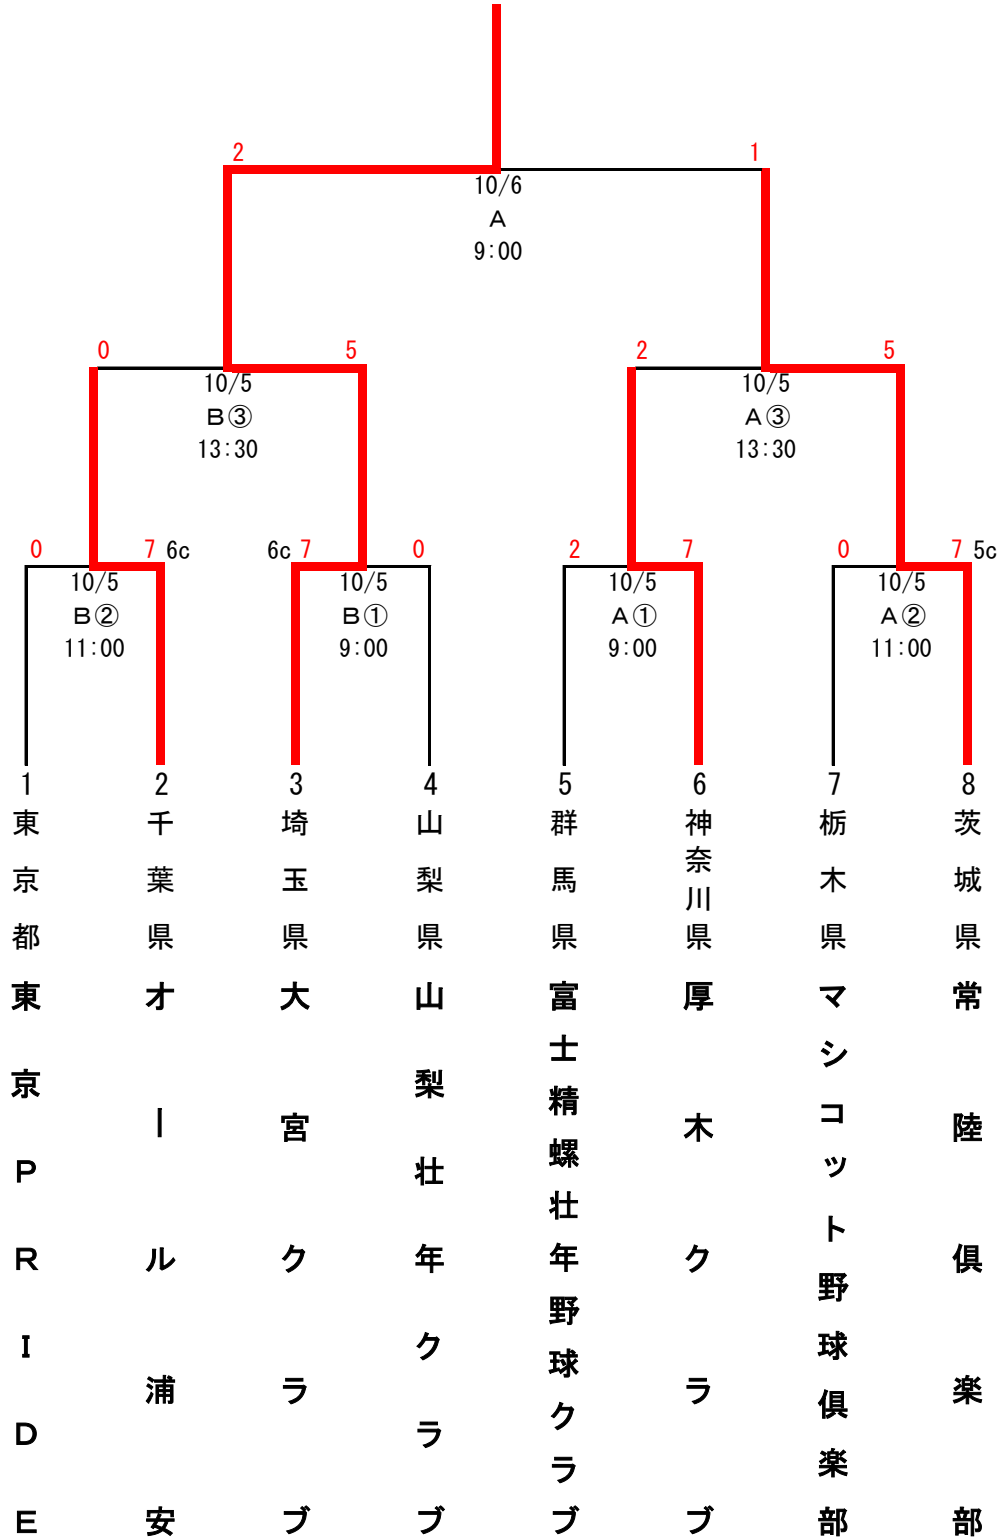 2 1
10/6
A
9:00
0 5 2 5
10/5 10/5
B③ A③
13:30 13:30
0 7 6c 6c 7 0 2 7 0 7 5c
10/5 10/5 10/5 10/5
B② B① A① A②
11:00 9:00 9:00 11:00
1 2 3 4 5 6 7 8
東京都
千葉県
埼玉県
山梨県
群馬県
神奈川県
栃木県
茨城県
東京PRIDE
オール浦安
大宮クラブ
山梨壮年クラブ
富士精螺壮年野球クラブ
厚木クラブ
マシコット野球倶楽部
常陸倶楽部